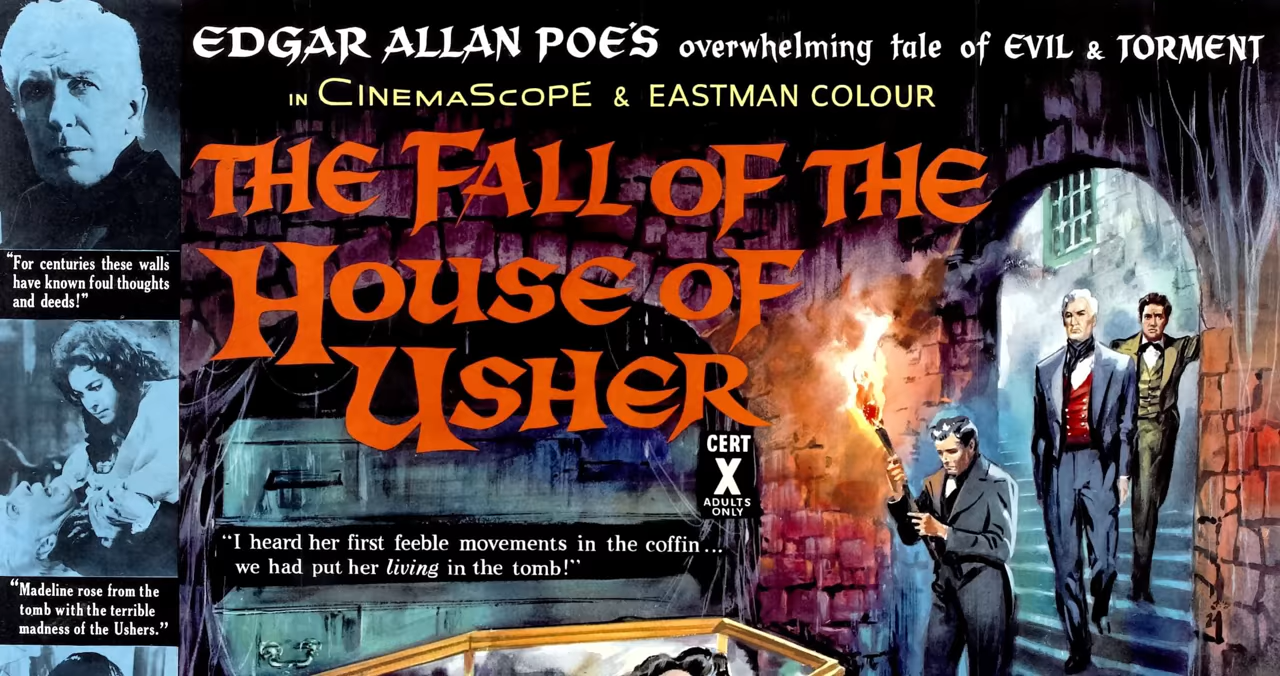 EDGAR ALLAN POE'S overwhelming tale of EVIL & TORMENT
IN CINEMASCOPE & EASTMAN COLOUR
THE FALL OF THE
HOUSE OF
USHER
CERT
X
ADULTS
ONLY
"I heard her first feeble movements in the coffin...
we had put her living in the tomb!"
"For centuries these walls
have known foul thoughts
and deeds!"
"Madeline rose from the
tomb with the terrible
madness of the Ushers."